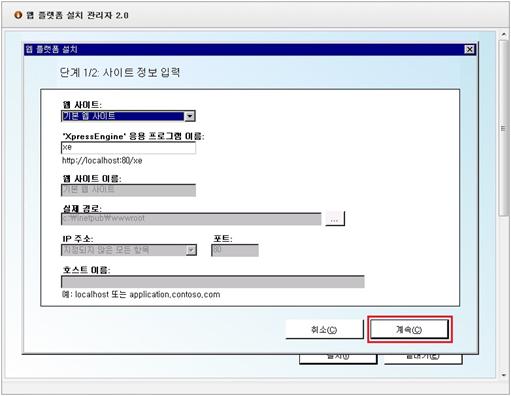 웹 플랫폼 설치 관리자 2.0
웹 플랫폼 설치
단계 1/2: 사이트 정보 입력
웹 사이트:
기본 웹 사이트
'XpressEngine' 응용 프로그램 이름:
xe
http://localhost:80/xe
웹 사이트 이름:
기본 웹 사이트
실제 경로:
c:\inetpub\wwwroot
...
IP 주소: 포트:
지정되지 않은 모든 항목 80
호스트 이름:
예: localhost 또는 application.contoso.com
취소(C) 계속(C)